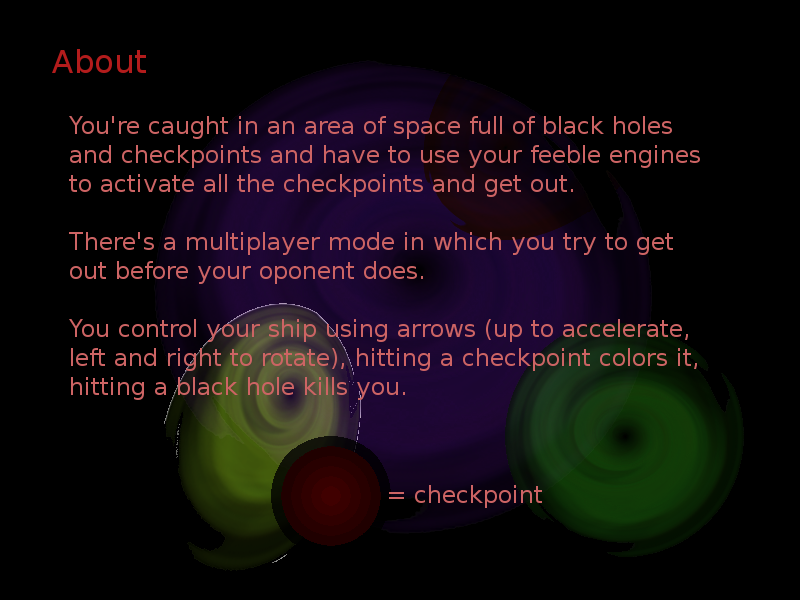 About
You're caught in an area of space full of black holes
and checkpoints and have to use your feeble engines
to activate all the checkpoints and get out.
There's a multiplayer mode in which you try to get
out before your oponent does.
You control your ship using arrows (up to accelerate,
left and right to rotate), hitting a checkpoint colors it,
hitting a black hole kills you.
= checkpoint